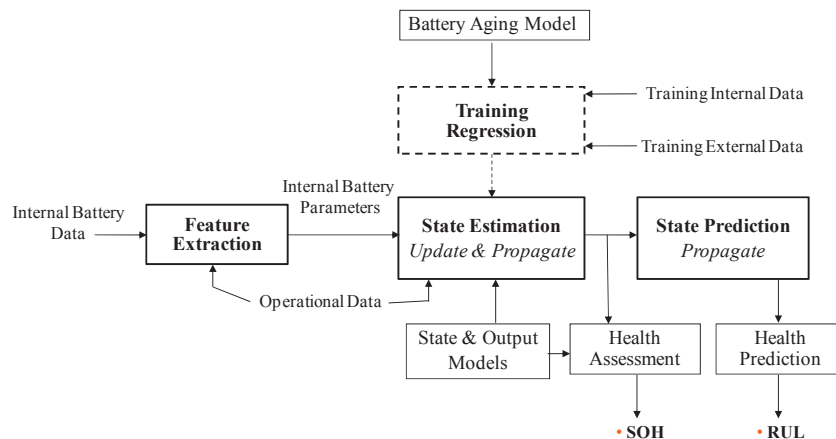 Battery Aging Model
Training
Regression
Training Internal Data
Training External Data
Internal Battery
Data
Feature
Extraction
Internal Battery
Parameters
State Estimation
Update & Propagate
State Prediction
Propagate
Operational Data
State & Output
Models
Health
Assessment
Health
Prediction
• SOH
• RUL